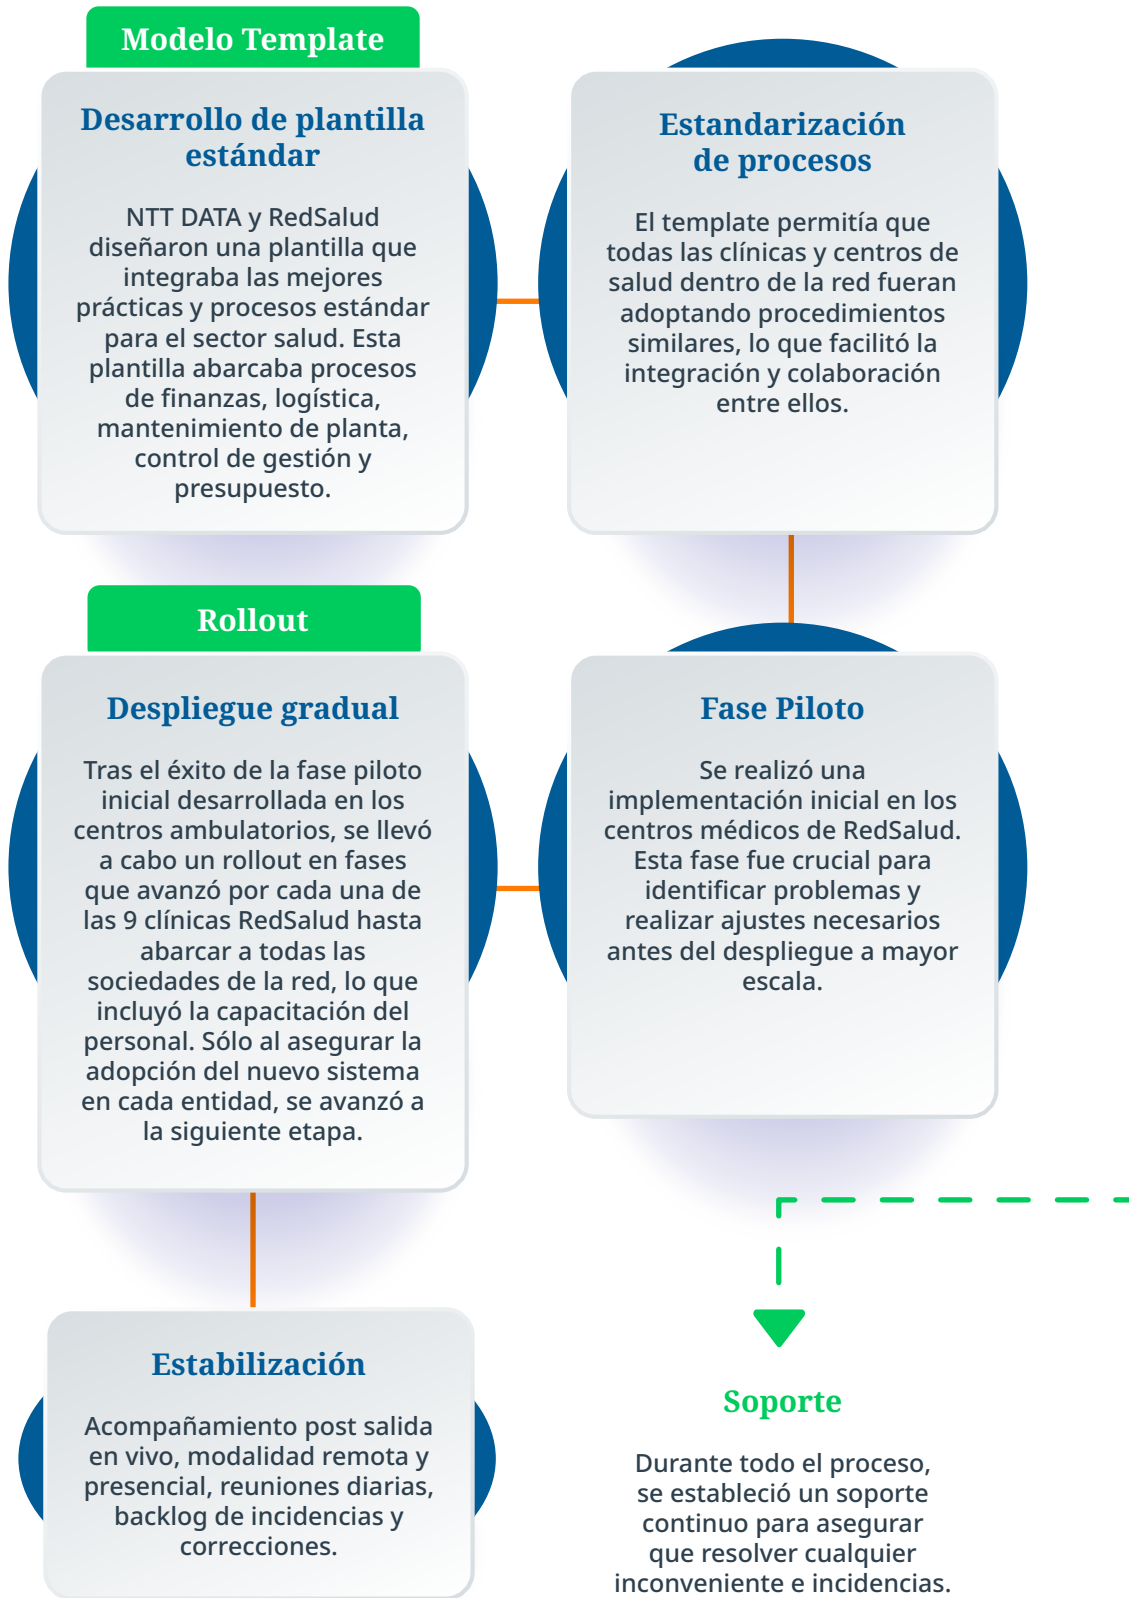 Modelo Template
Desarrollo de plantilla
estándar
NTT DATA y RedSalud
diseñaron una plantilla que
integraba las mejores
prácticas y procesos estándar
para el sector salud. Esta
plantilla abarcaba procesos
de finanzas, logística,
mantenimiento de planta,
control de gestión y
presupuesto.
Estandarización
de procesos
El template permitía que
todas las clínicas y centros de
salud dentro de la red fueran
adoptando procedimientos
similares, lo que facilitó la
integración y colaboración
entre ellos.
Fase Piloto
Se realizó una
implementación inicial en los
centros médicos de RedSalud.
Esta fase fue crucial para
identificar problemas y
realizar ajustes necesarios
antes del despliegue a mayor
escala.
Rollout
Despliegue gradual
Tras el éxito de la fase piloto
inicial desarrollada en los
centros ambulatorios, se llevó
a cabo un rollout en fases
que avanzó por cada una de
las 9 clínicas RedSalud hasta
abarcar a todas las
sociedades de la red, lo que
incluyó la capacitación del
personal. Sólo al asegurar la
adopción del nuevo sistema
en cada entidad, se avanzó a
la siguiente etapa.
Estabilización
Acompañamiento post salida
en vivo, modalidad remota y
presencial, reuniones diarias,
backlog de incidencias y
correcciones.
Soporte
Durante todo el proceso,
se estableció un soporte
continuo para asegurar
que resolver cualquier
inconveniente e incidencias.